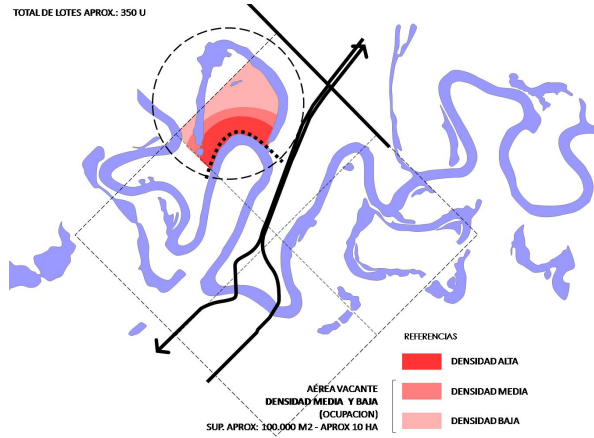 TOTAL DE LOTES APROX.: 350 U
REFERENCIAS
DENSIDAD ALTA
AÉREA VACANTE
DENSIDAD MEDIA Y BAJA
(OCUPACION)
SUP. APROX: 100.000 M2 - APROX 10 HA
DENSIDAD MEDIA
DENSIDAD BAJA